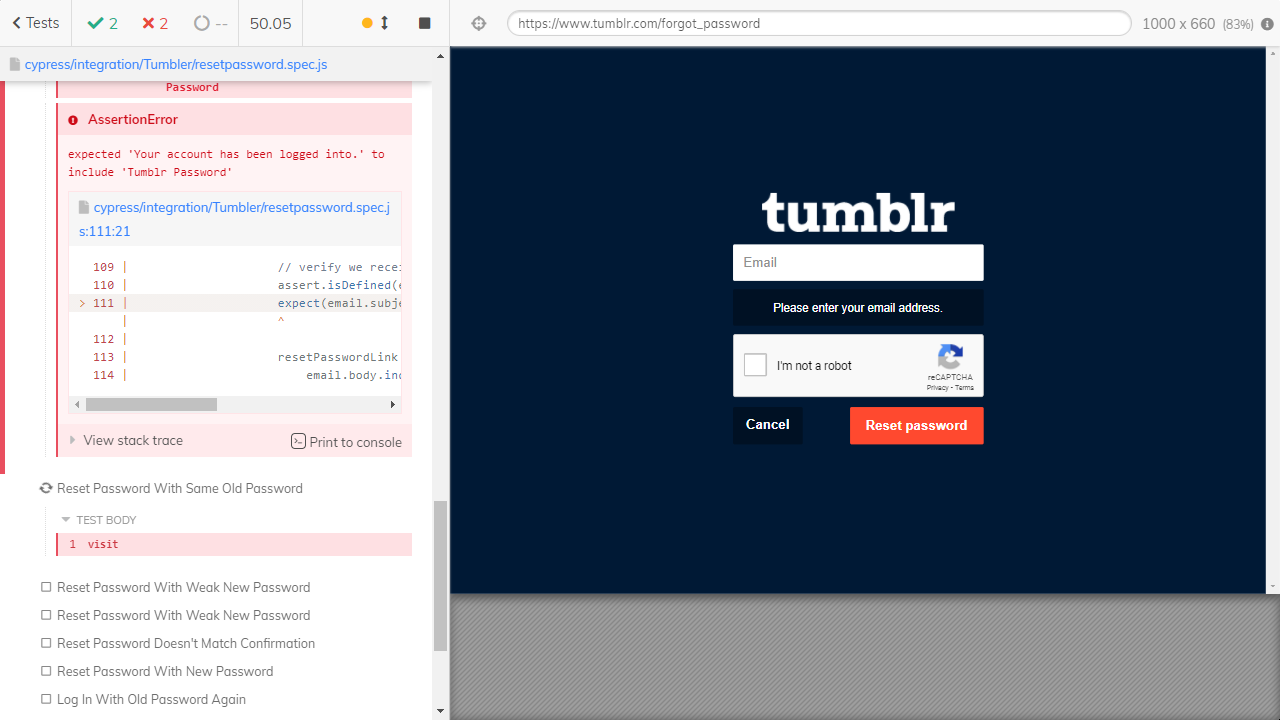 Tests
2
2
--
50.05
https://www.tumblr.com/forgot_password
1000 x 660 (83%)
cypress/integration/Tumbler/resetpassword.spec.js
Password
AssertionError
expected 'Your account has been logged into.' to
include 'Tumblr Password'
cypress/integration/Tumbler/resetpassword.spec.j
s:111:21
109 | // verify we recei
110 | assert.isDefined(e
> 111 | expect(email.subje
| ^
112 |
113 | resetPasswordLink
114 | email.body.ind
View stack trace
Print to console
Reset Password With Same Old Password
TEST BODY
1 visit
Reset Password With Weak New Password
Reset Password With Weak New Password
Reset Password Doesn't Match Confirmation
Reset Password With New Password
Log In With Old Password Again
tumblr
Email
Please enter your email address.
I'm not a robot
reCAPTCHA
Privacy - Terms
Cancel
Reset password